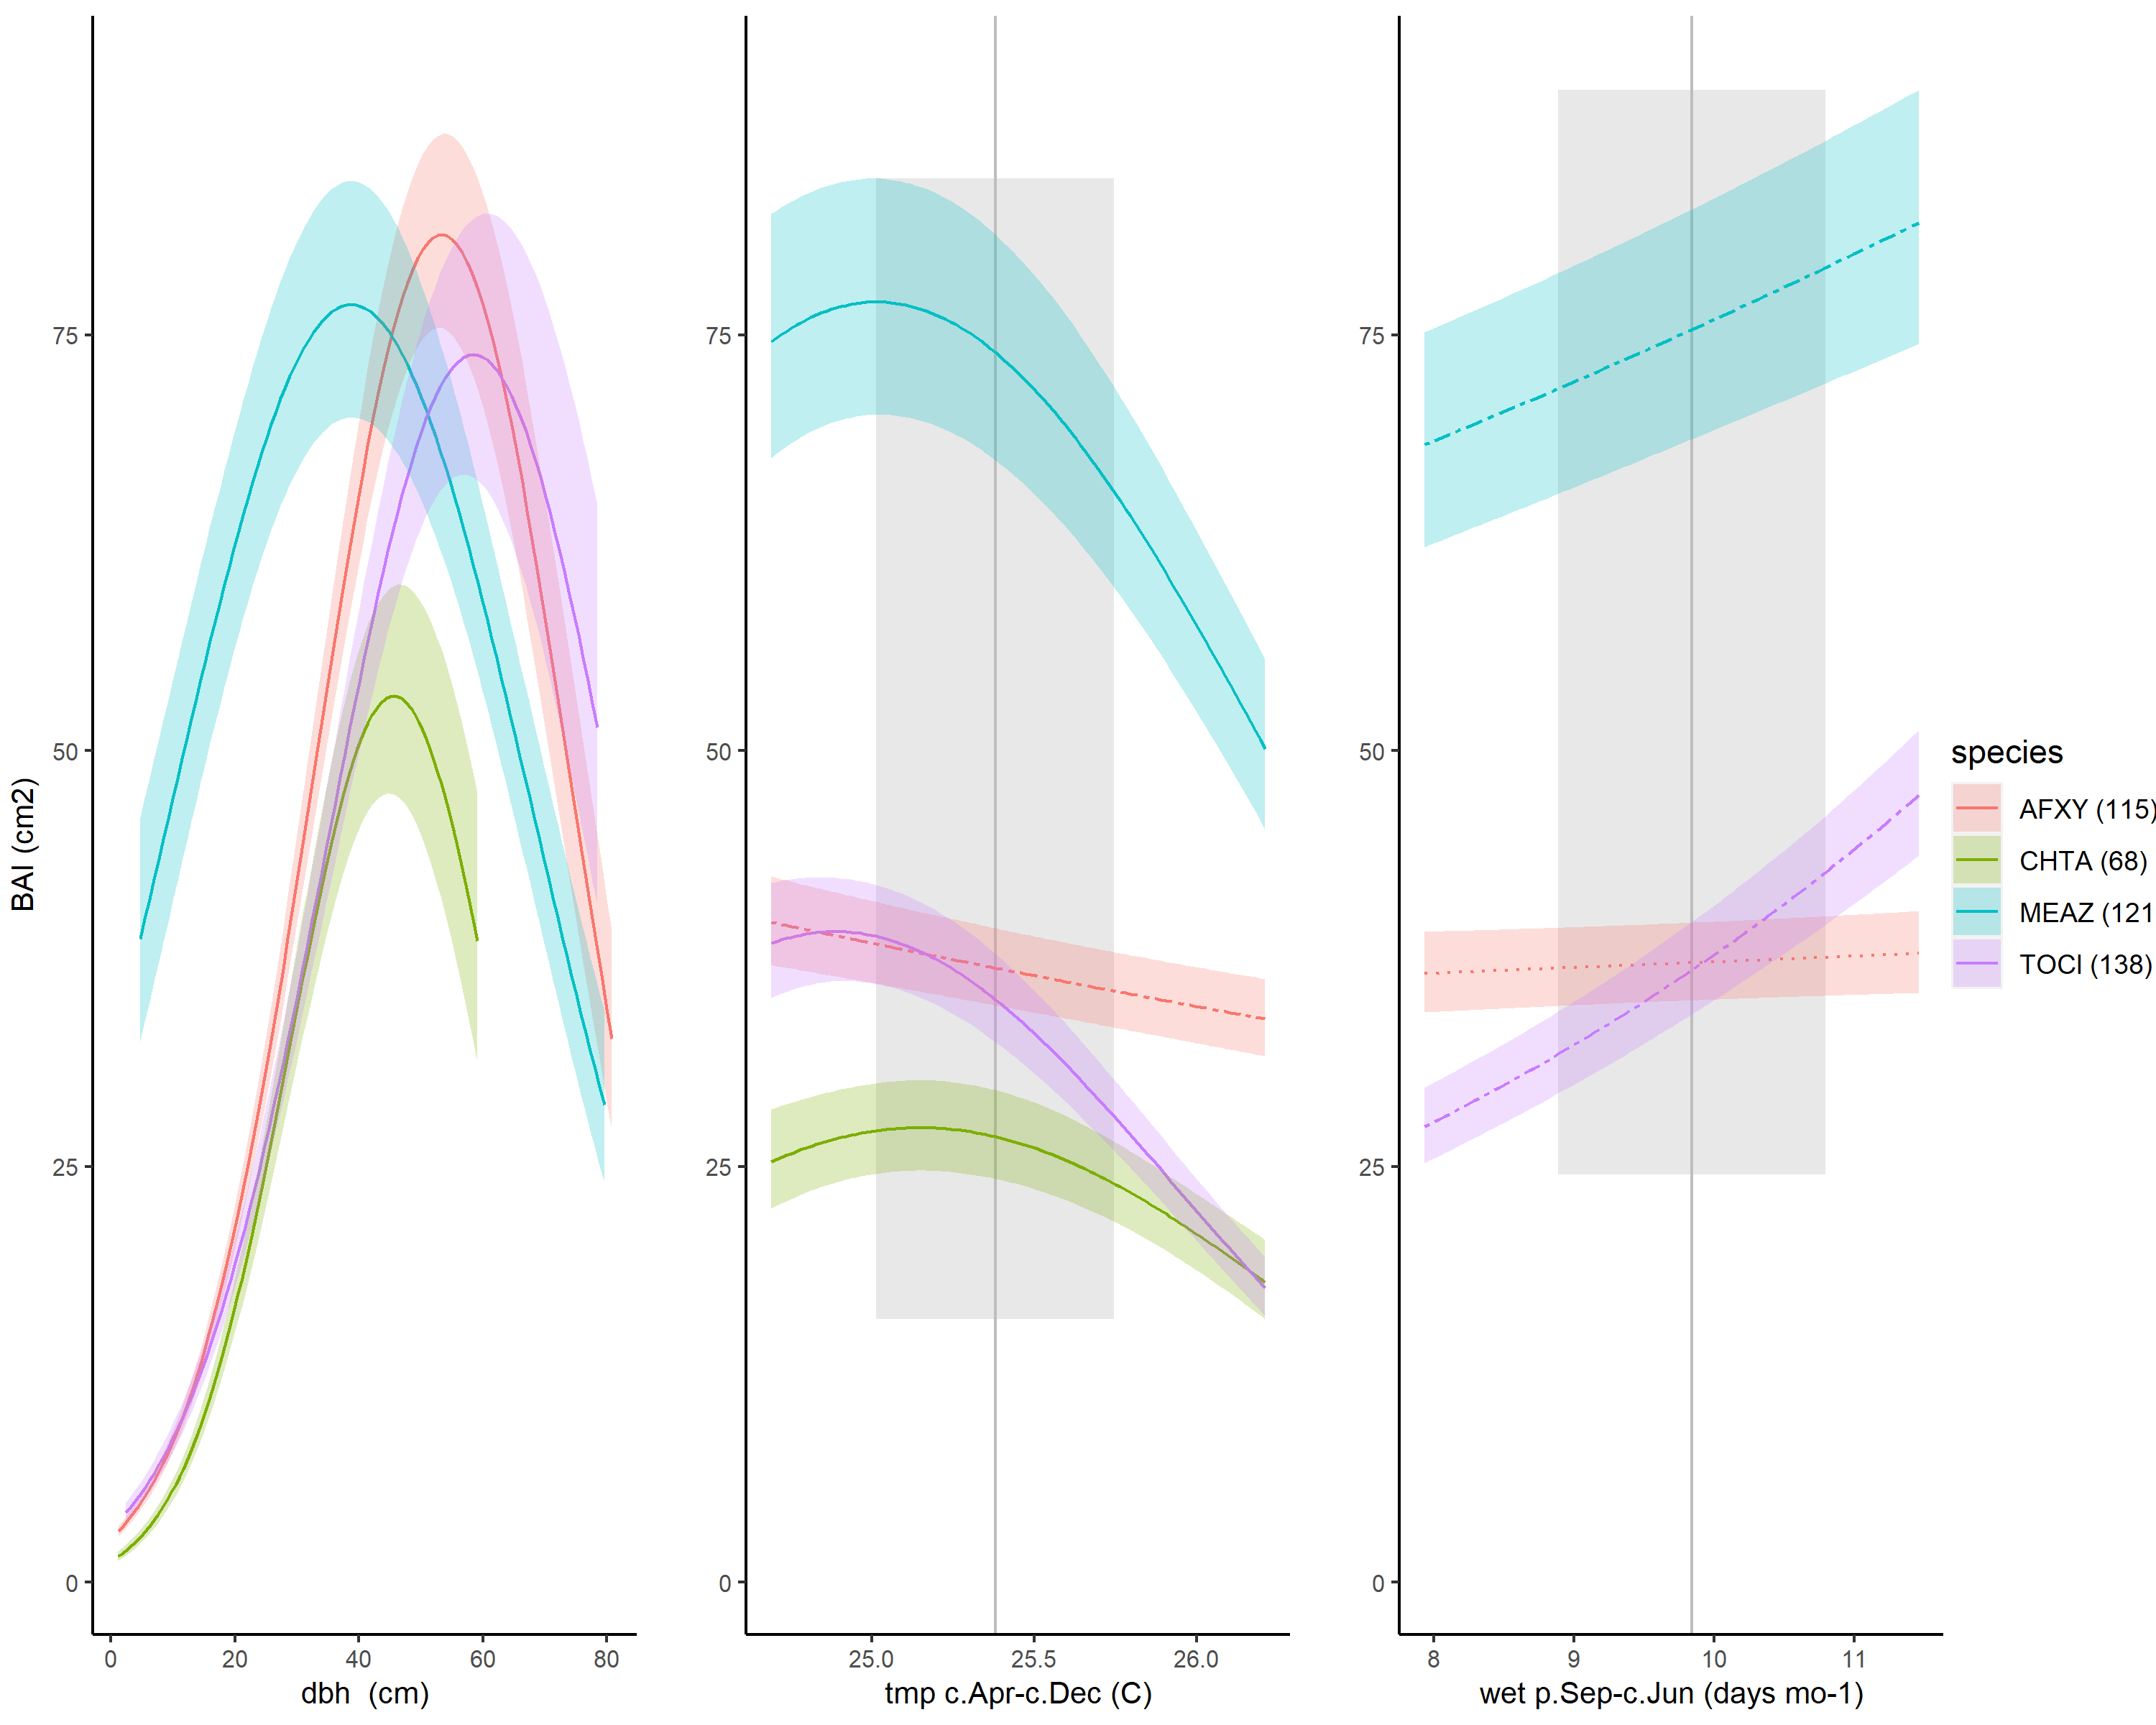 BAI (cm2)
75
50
25
0
0 20 40 60 80
dbh (cm)
75
50
25
0
25.0 25.5 26.0
tmp c.Apr-c.Dec (C)
75
50
25
0
8 9 10 11
wet p.Sep-c.Jun (days mo-1)
species
AFXY (115)
CHTA (68)
MEAZ (121
TOCI (138)